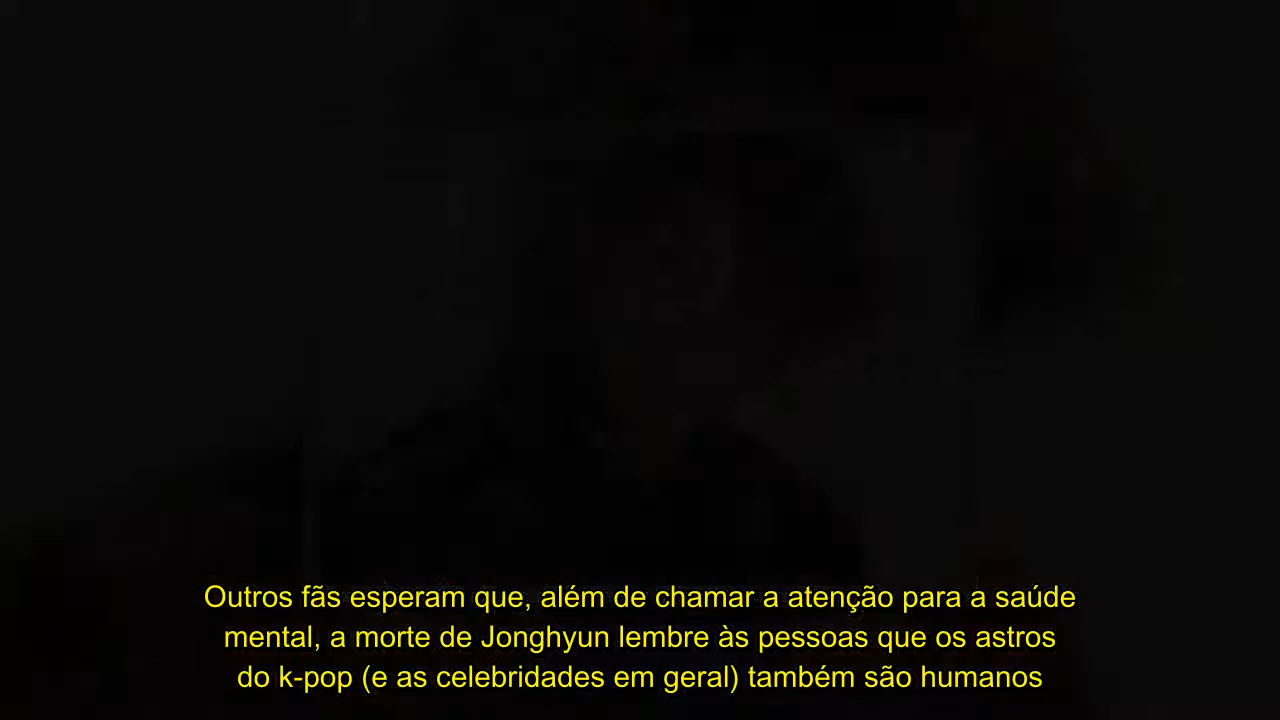 Outros fãs esperam que, além de chamar a atenção para a saúde
mental, a morte de Jonghyun lembre às pessoas que os astros
do k-pop (e as celebridades em geral) também são humanos